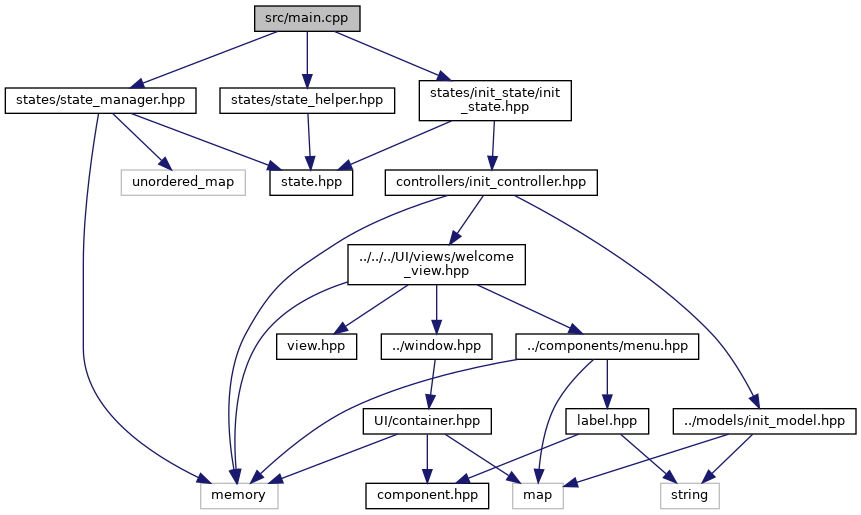 src/main.cpp
states/state_manager.hpp
states/state_helper.hpp
states/init_state/init
_state.hpp
unordered_map
state.hpp
controllers/init_controller.hpp
../../../UI/views/welcome
_view.hpp
view.hpp
../window.hpp
../components/menu.hpp
UI/container.hpp
label.hpp
../models/init_model.hpp
memory
component.hpp
map
string